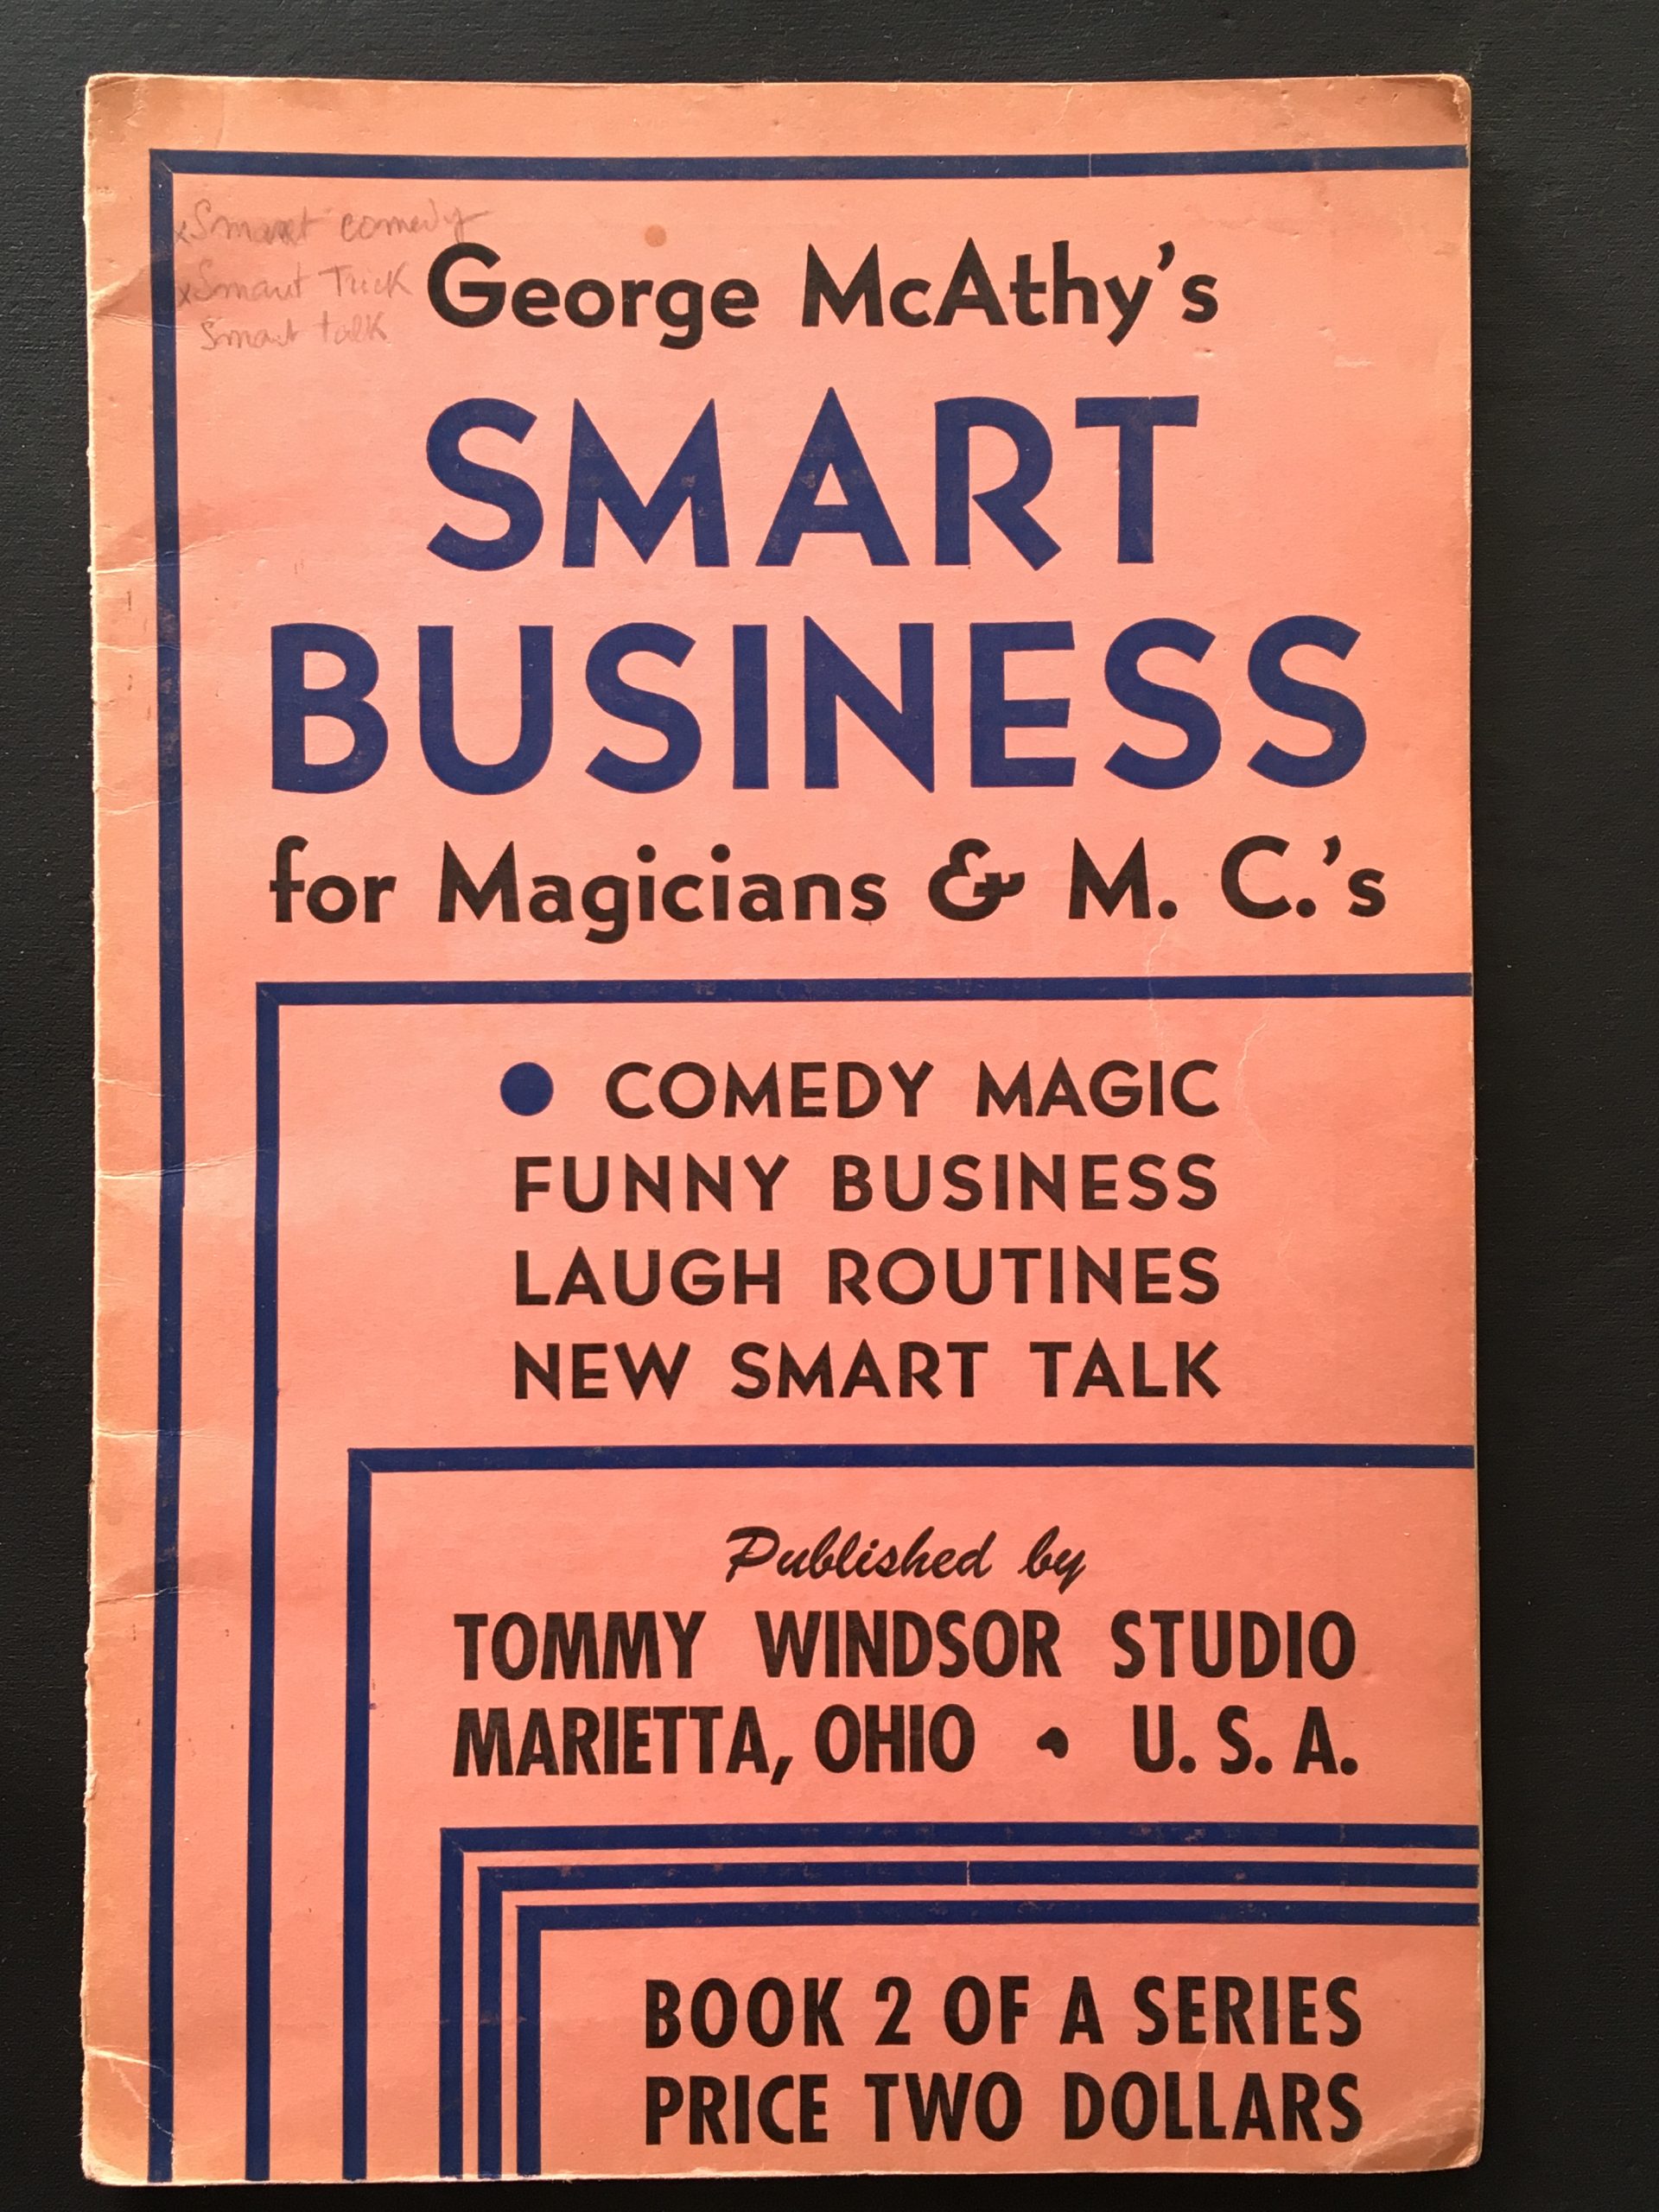 xSmart comedy
xSmart Trick
Smart talk
George McAthy's
SMART
BUSINESS
for Magicians & M. C.'s
● COMEDY MAGIC
FUNNY BUSINESS
LAUGH ROUTINES
NEW SMART TALK
Published by
TOMMY WINDSOR STUDIO
MARIETTA, OHIO • U. S. A.
BOOK 2 OF A SERIES
PRICE TWO DOLLARS